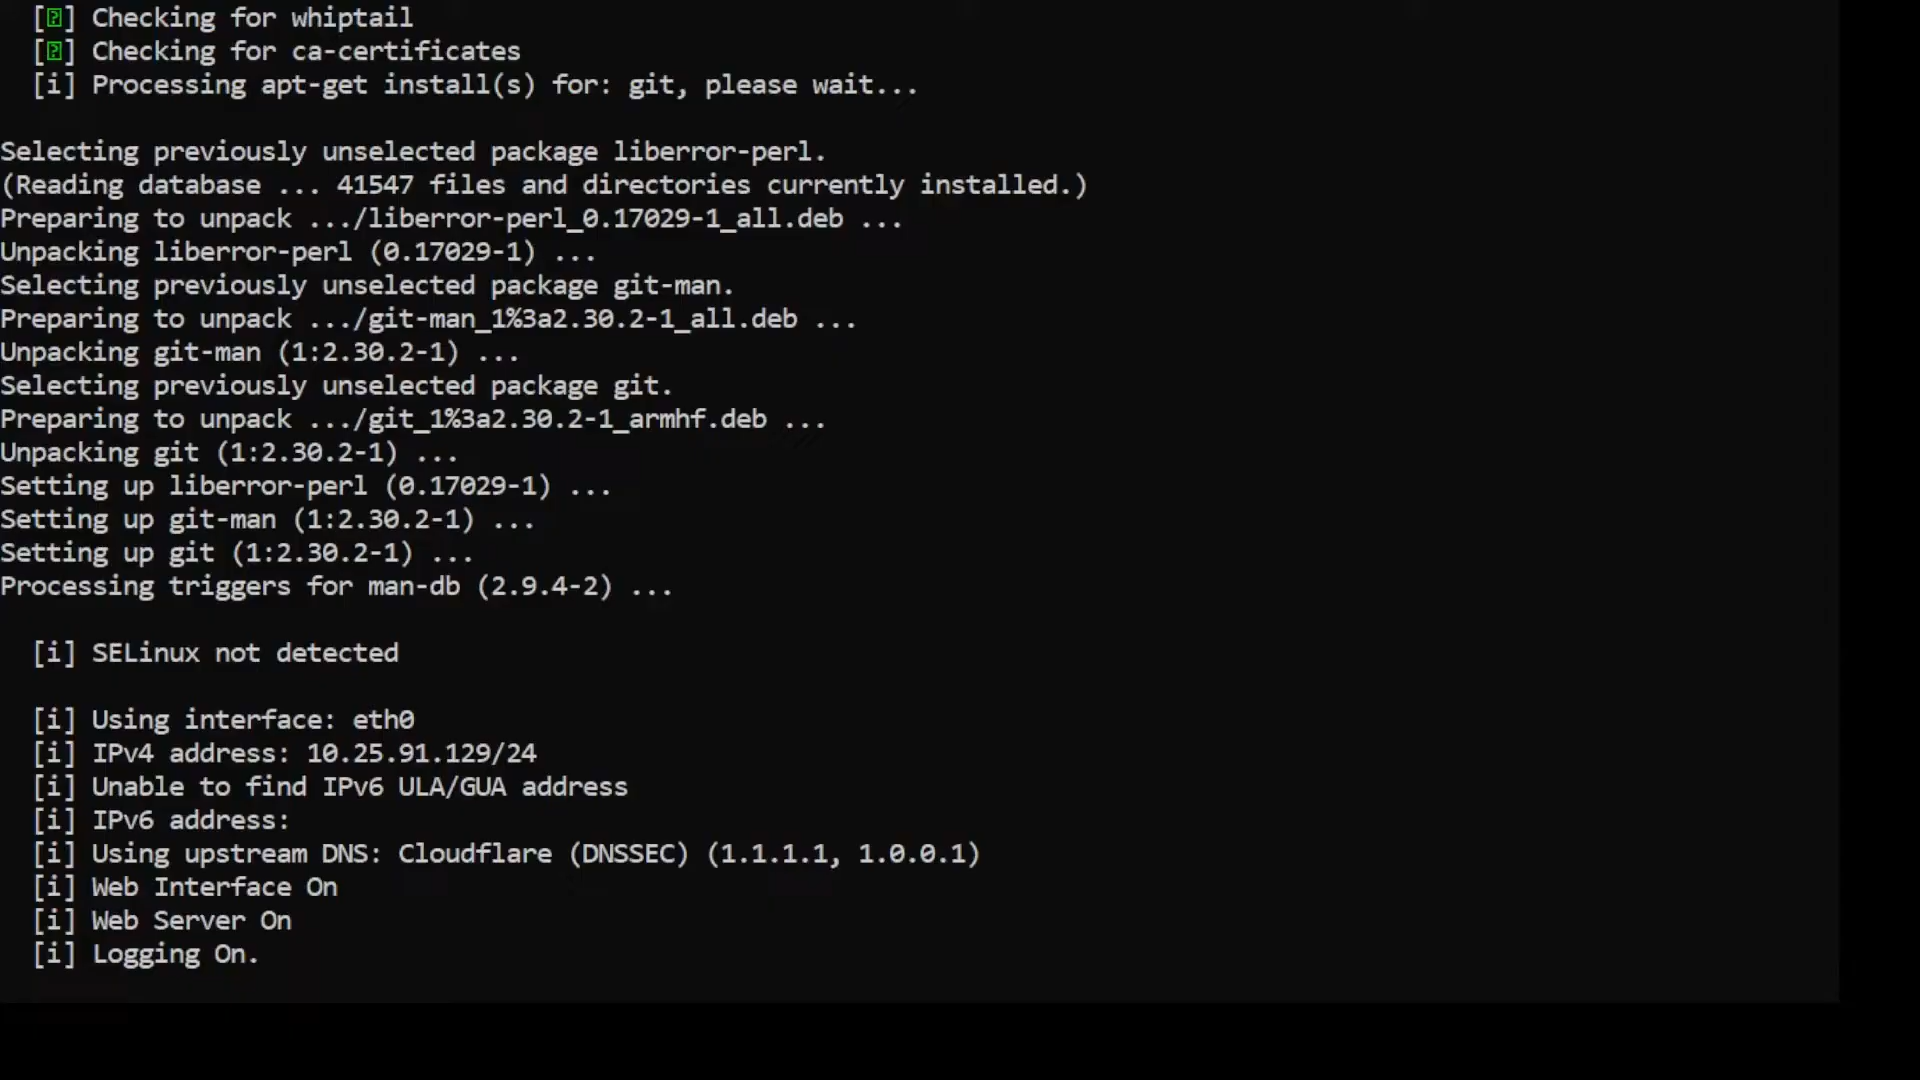 [✓] Checking for whiptail
[✓] Checking for ca-certificates
[i] Processing apt-get install(s) for: git, please wait...
Selecting previously unselected package liberror-perl.
(Reading database ... 41547 files and directories currently installed.)
Preparing to unpack .../liberror-perl_0.17029-1_all.deb ...
Unpacking liberror-perl (0.17029-1) ...
Selecting previously unselected package git-man.
Preparing to unpack .../git-man_1%3a2.30.2-1_all.deb ...
Unpacking git-man (1:2.30.2-1) ...
Selecting previously unselected package git.
Preparing to unpack .../git_1%3a2.30.2-1_armhf.deb ...
Unpacking git (1:2.30.2-1) ...
Setting up liberror-perl (0.17029-1) ...
Setting up git-man (1:2.30.2-1) ...
Setting up git (1:2.30.2-1) ...
Processing triggers for man-db (2.9.4-2) ...
[i] SELinux not detected
[i] Using interface: eth0
[i] IPv4 address: 10.25.91.129/24
[i] Unable to find IPv6 ULA/GUA address
[i] IPv6 address:
[i] Using upstream DNS: Cloudflare (DNSSEC) (1.1.1.1, 1.0.0.1)
[i] Web Interface On
[i] Web Server On
[i] Logging On.